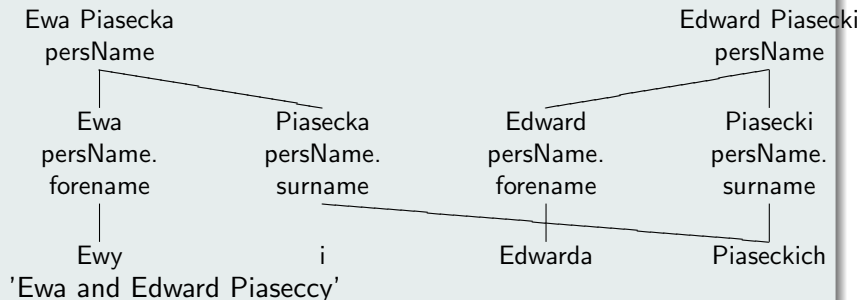 Ewa Piasecka Edward Piasecki
persName persName
Ewa Piasecka Edward Piasecki
persName. persName. persName. persName.
forename surname forename surname
Ewy i Edwarda Piaseckich
'Ewa and Edward Piaseccy'